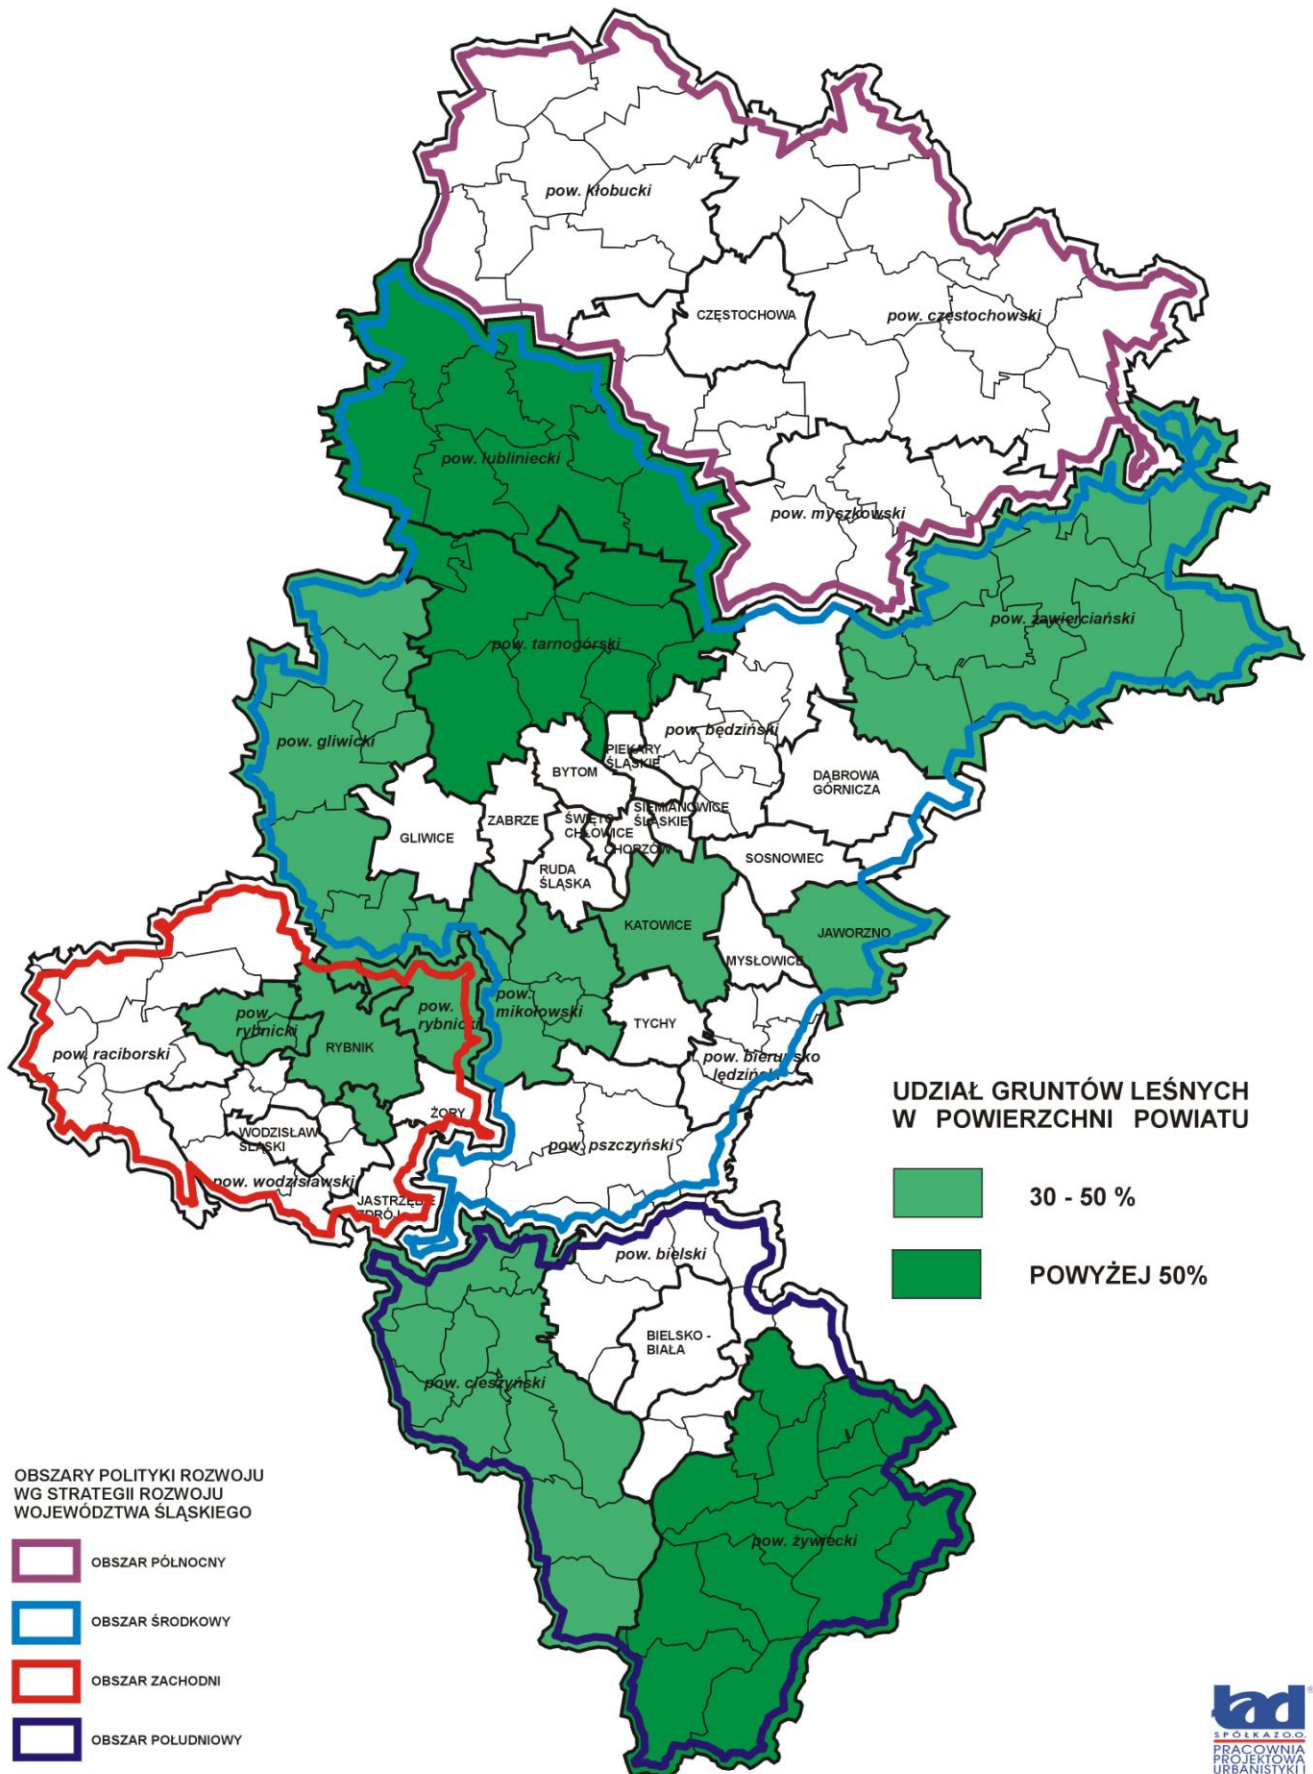 pow. kłobucki
CZĘSTOCHOWA
pow. częstochowski
pow. lubliniecki
pow. myszkowski
pow. zawierciański
pow. tarnogórski
pow. gliwicki
pow. będziński
PIEKARY
ŚLĄSKIE
BYTOM
DĄBROWA
GÓRNICZA
ZABRZE
ŚWIĘTO
CHŁOWICE
SIEMIANOWICE
ŚLĄSKIE
CHORZÓW
GLIWICE
RUDA
ŚLĄSKA
SOSNOWIEC
KATOWICE
JAWORZNO
MYSŁOWICE
pow.
mikołowski
TYCHY
pow.
rybnicki
pow.
rybnicki
RYBNIK
pow. raciborski
pow. bieruńsko
lędziński
ŻORY
WODZISŁAW
ŚLĄSKI
pow. pszczyński
pow. wodzisławski
JASTRZĘBIE
ZDRÓJ
UDZIAŁ GRUNTÓW LEŚNYCH
W POWIERZCHNI POWIATU
30 - 50 %
POWYŻEJ 50%
pow. bielski
BIELSKO -
BIAŁA
pow. cieszyński
pow. żywiecki
OBSZARY POLITYKI ROZWOJU
WG STRATEGII ROZWOJU
WOJEWÓDZTWA ŚLĄSKIEGO
OBSZAR PÓŁNOCNY
OBSZAR ŚRODKOWY
OBSZAR ZACHODNI
OBSZAR POŁUDNIOWY
ład
SPÓŁKA Z O.O.
PRACOWNIA
PROJEKTOWA
URBANISTYKI I